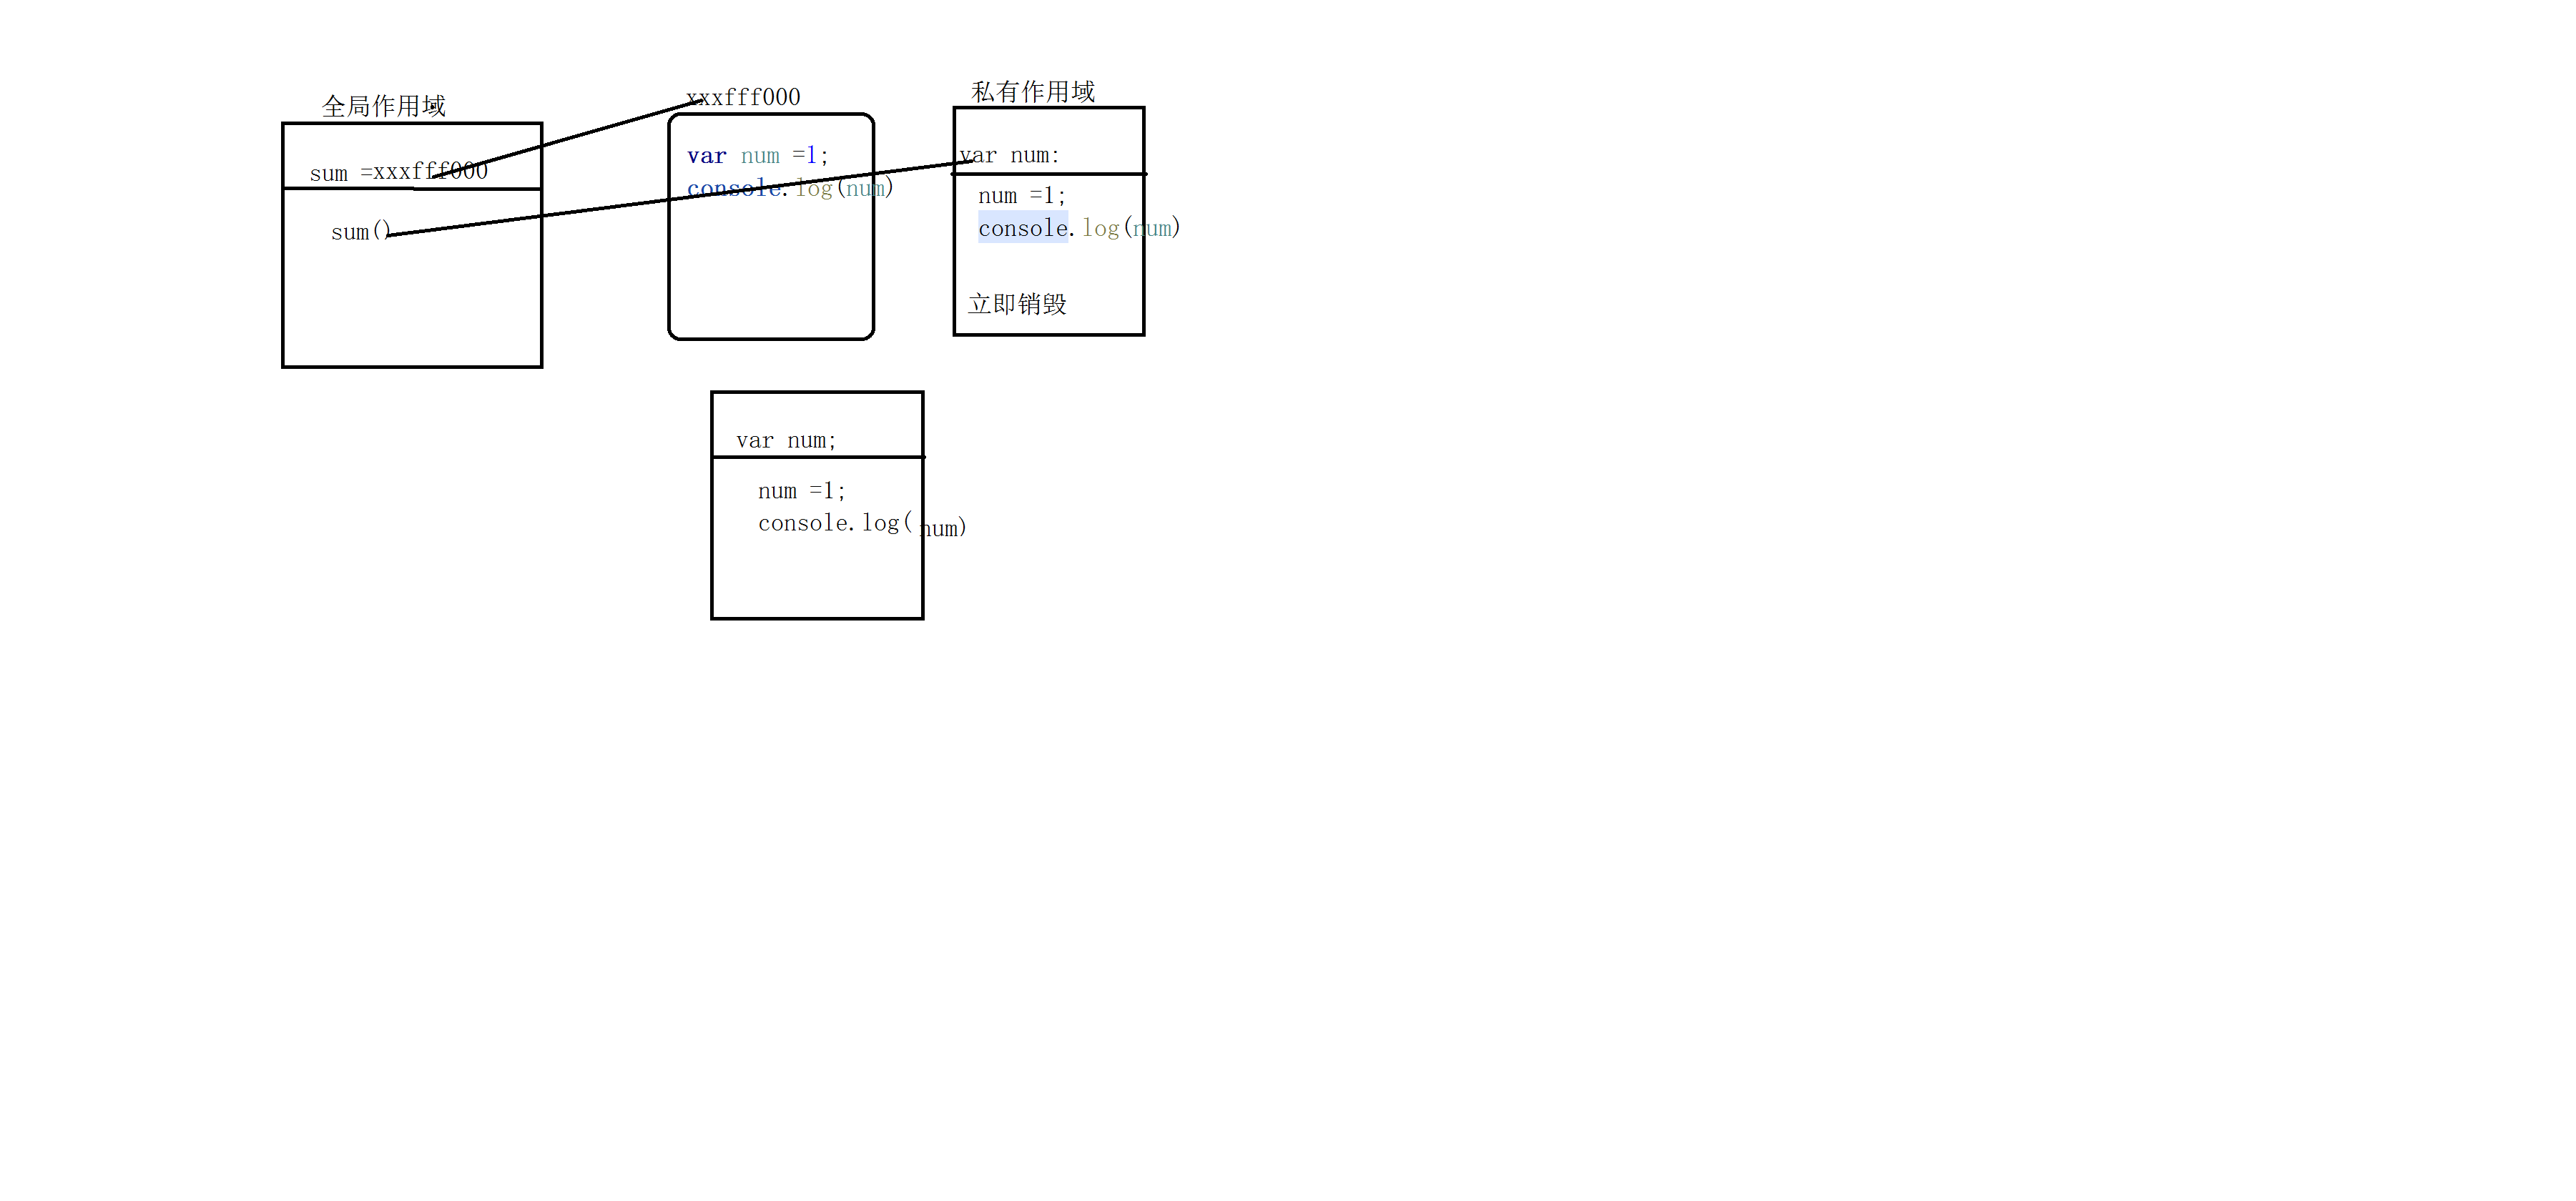 全局作用域
sum =xxxfff000
sum()
xxxfff000
var num =1;
console.log(num)
私有作用域
var num:
num =1;
console.log(num)
立即销毁
var num;
num =1;
console.log( num)